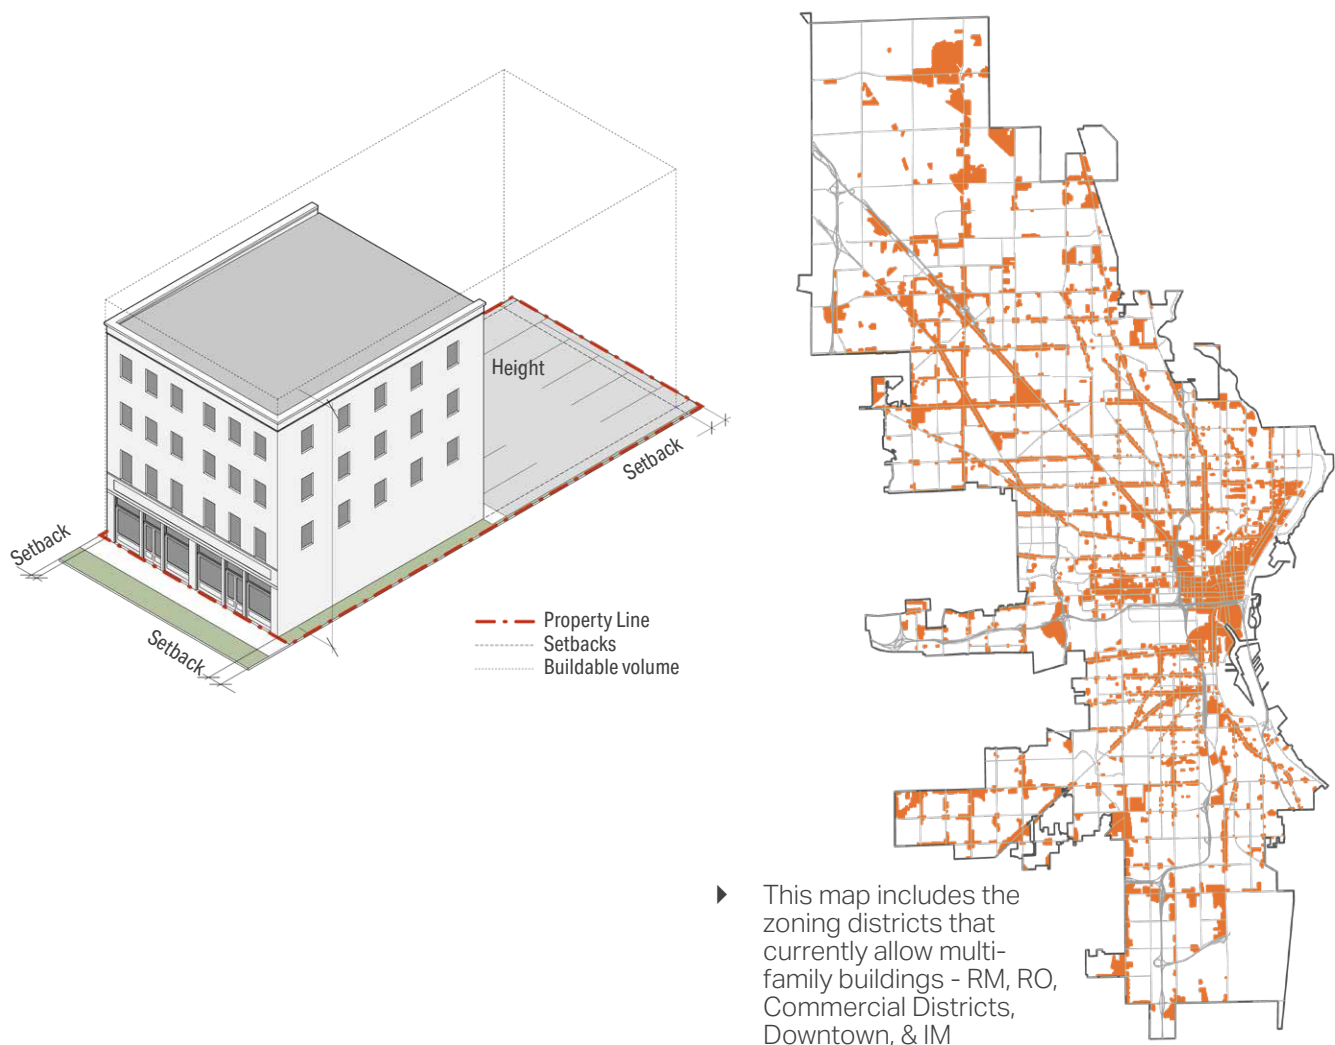 Height
Setback
Setback
Setback
Property Line
Setbacks
Buildable volume
This map includes the
zoning districts that
currently allow multi-
family buildings - RM, RO,
Commercial Districts,
Downtown, & IM